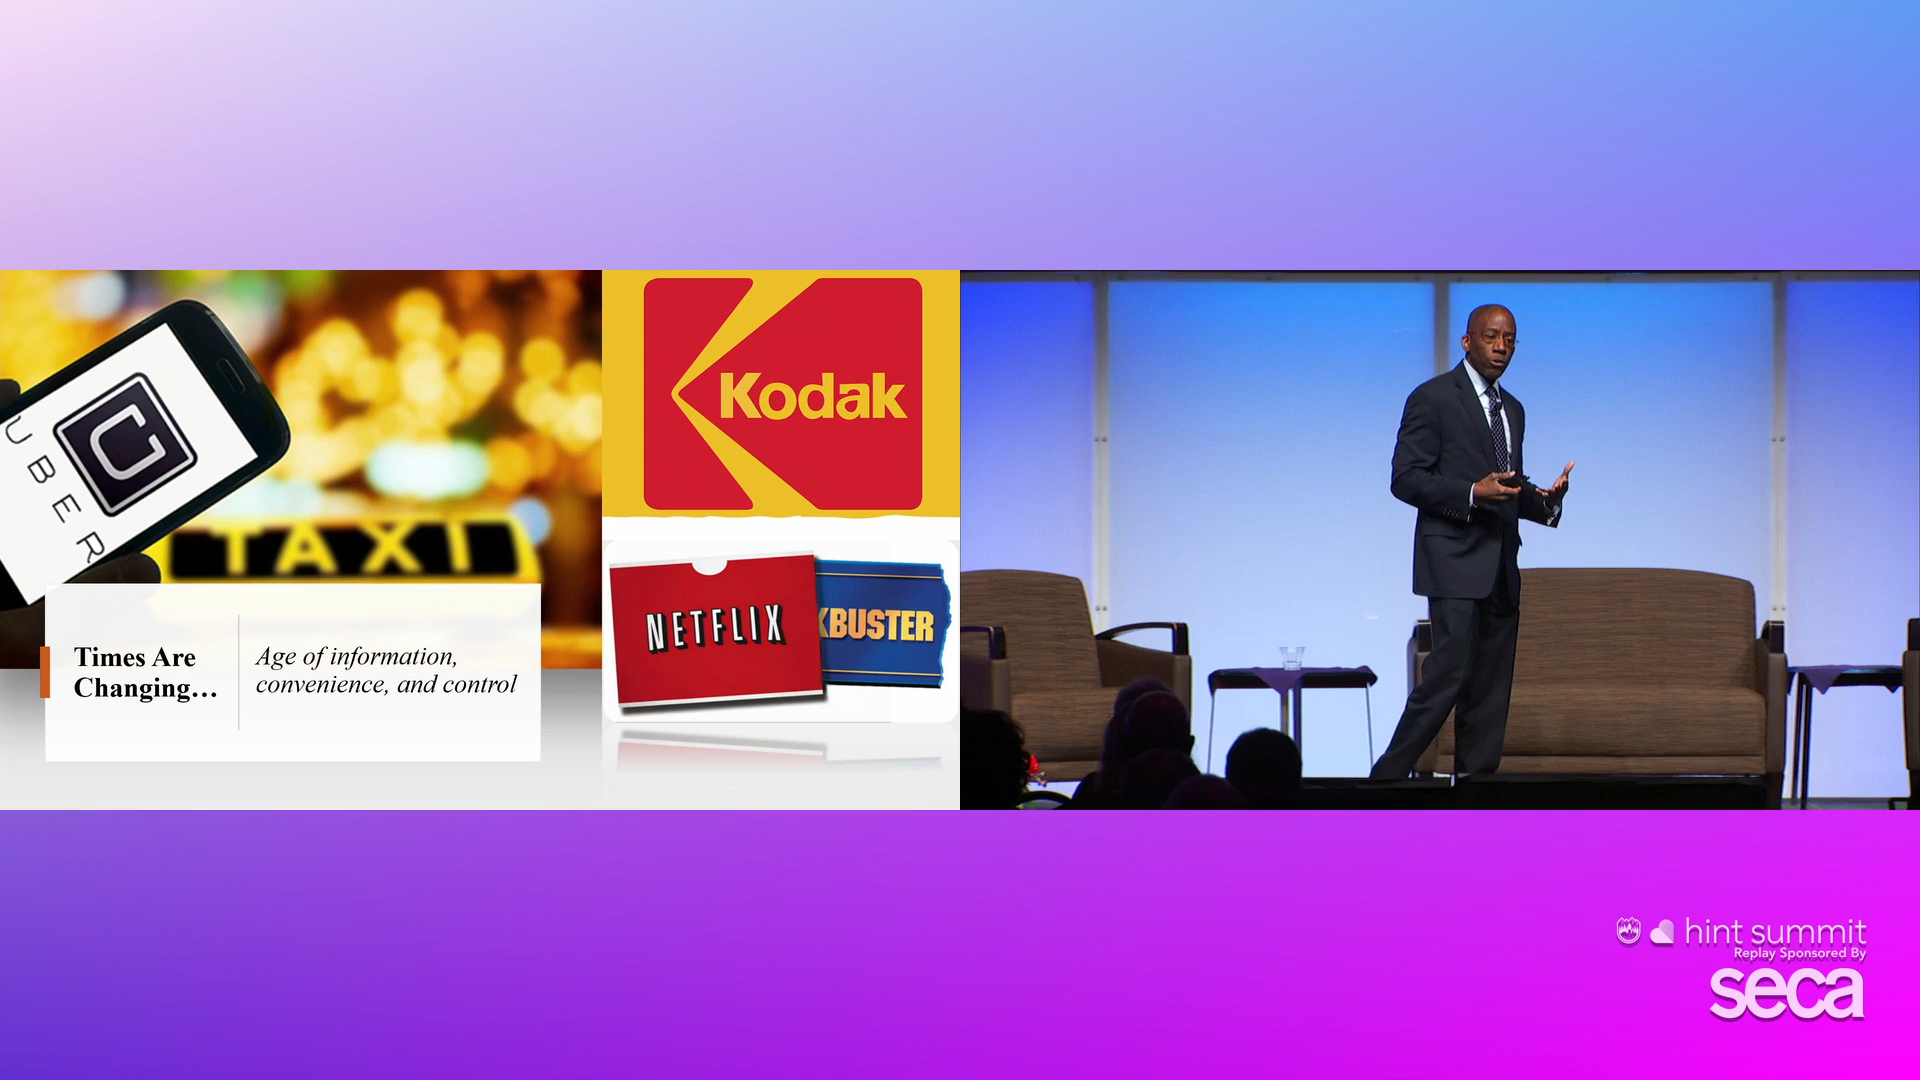 UBER
TAXI
Times Are
Changing...
Age of information,
convenience, and control
Kodak
NETFLIX
KBUSTER
hint summit
Replay Sponsored By
seca